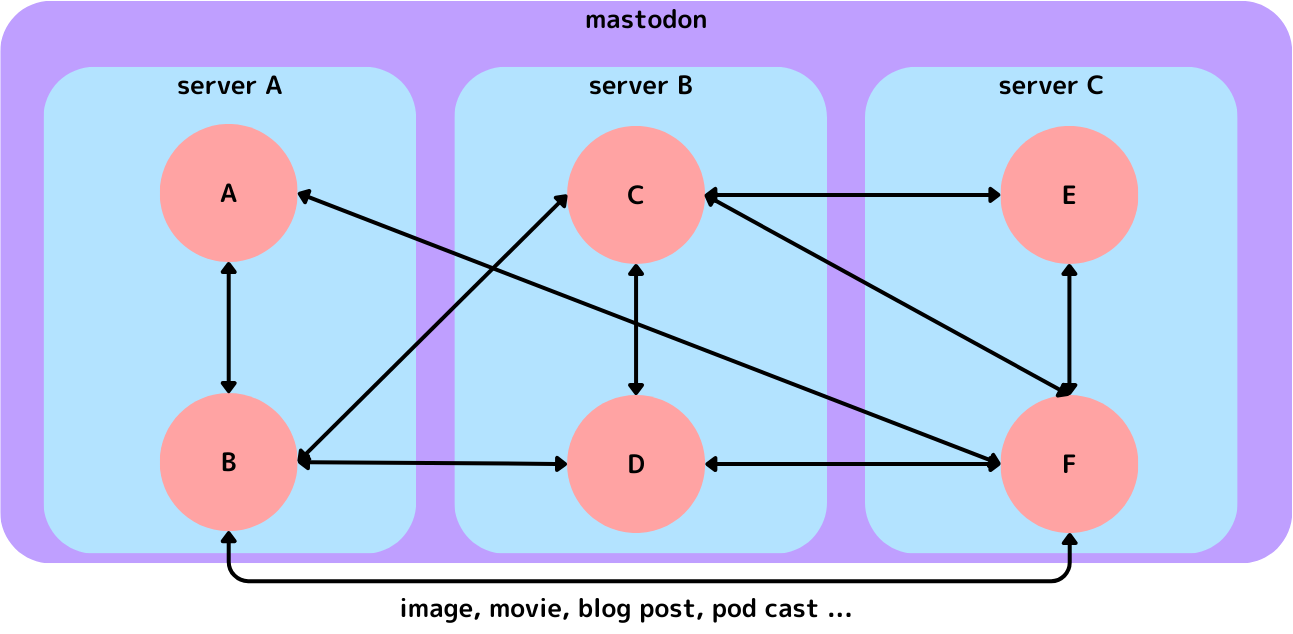 mastodon
server A
server B
server C
A
C
E
B
D
F
image, movie, blog post, pod cast ...